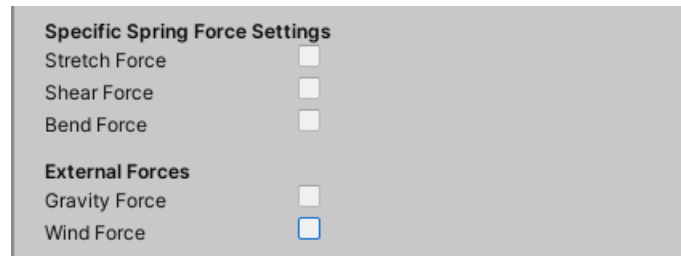 Specific Spring Force Settings
Stretch Force
Shear Force
Bend Force
External Forces
Gravity Force
Wind Force